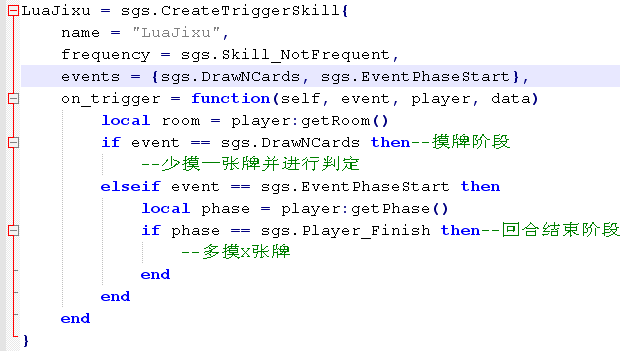 LuaJixu = sgs.CreateTriggerSkill{
    name = "LuaJixu",
    frequency = sgs.Skill_NotFrequent,
    events = {sgs.DrawNCards, sgs.EventPhaseStart},
    on_trigger = function(self, event, player, data)
        local room = player:getRoom()
        if event == sgs.DrawNCards then--摸牌阶段
            --少摸一张牌并进行判定
        elseif event == sgs.EventPhaseStart then
            local phase = player:getPhase()
            if phase == sgs.Player_Finish then--回合结束阶段
                --多摸X张牌
            end
        end
    end
}